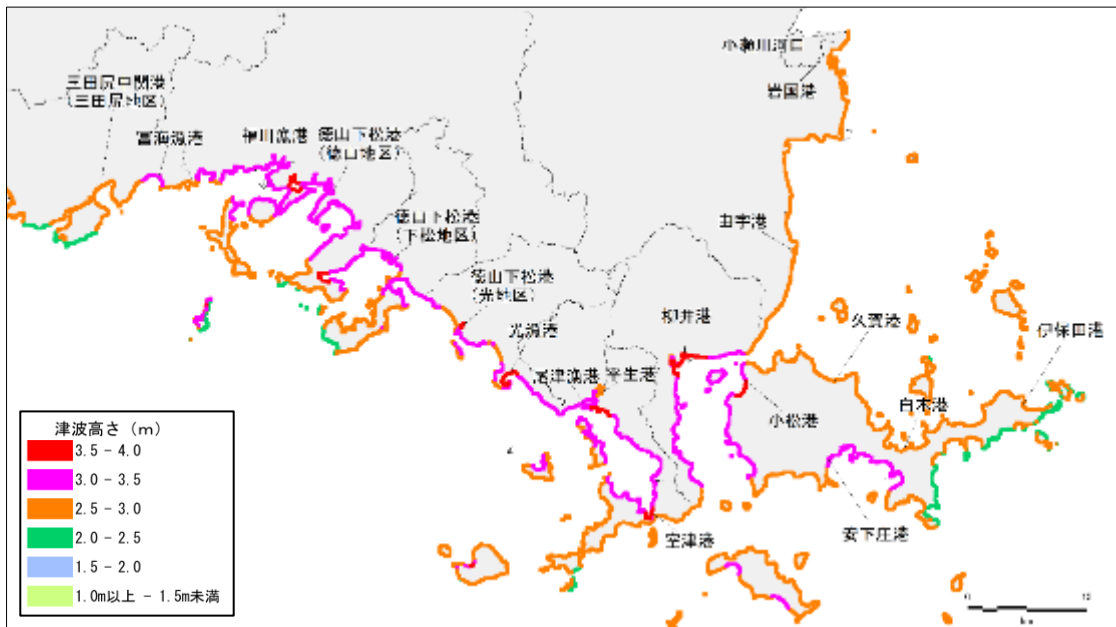 小瀬川河口
岩国港
三田尻中関港
(三田尻地区)
富海漁港
福川漁港
徳山下松港
(徳山地区)
徳山下松港
(下松地区)
由宇港
徳山下松港
(光地区)
柳井港
久賀港
伊保田港
光漁港
尾津漁港
平生港
小松港
白木港
安下庄港
室津港
津波高さ(m)
3.5 - 4.0
3.0 - 3.5
2.5 - 3.0
2.0 - 2.5
1.5 - 2.0
1.0m以上 - 1.5m未満
0
km